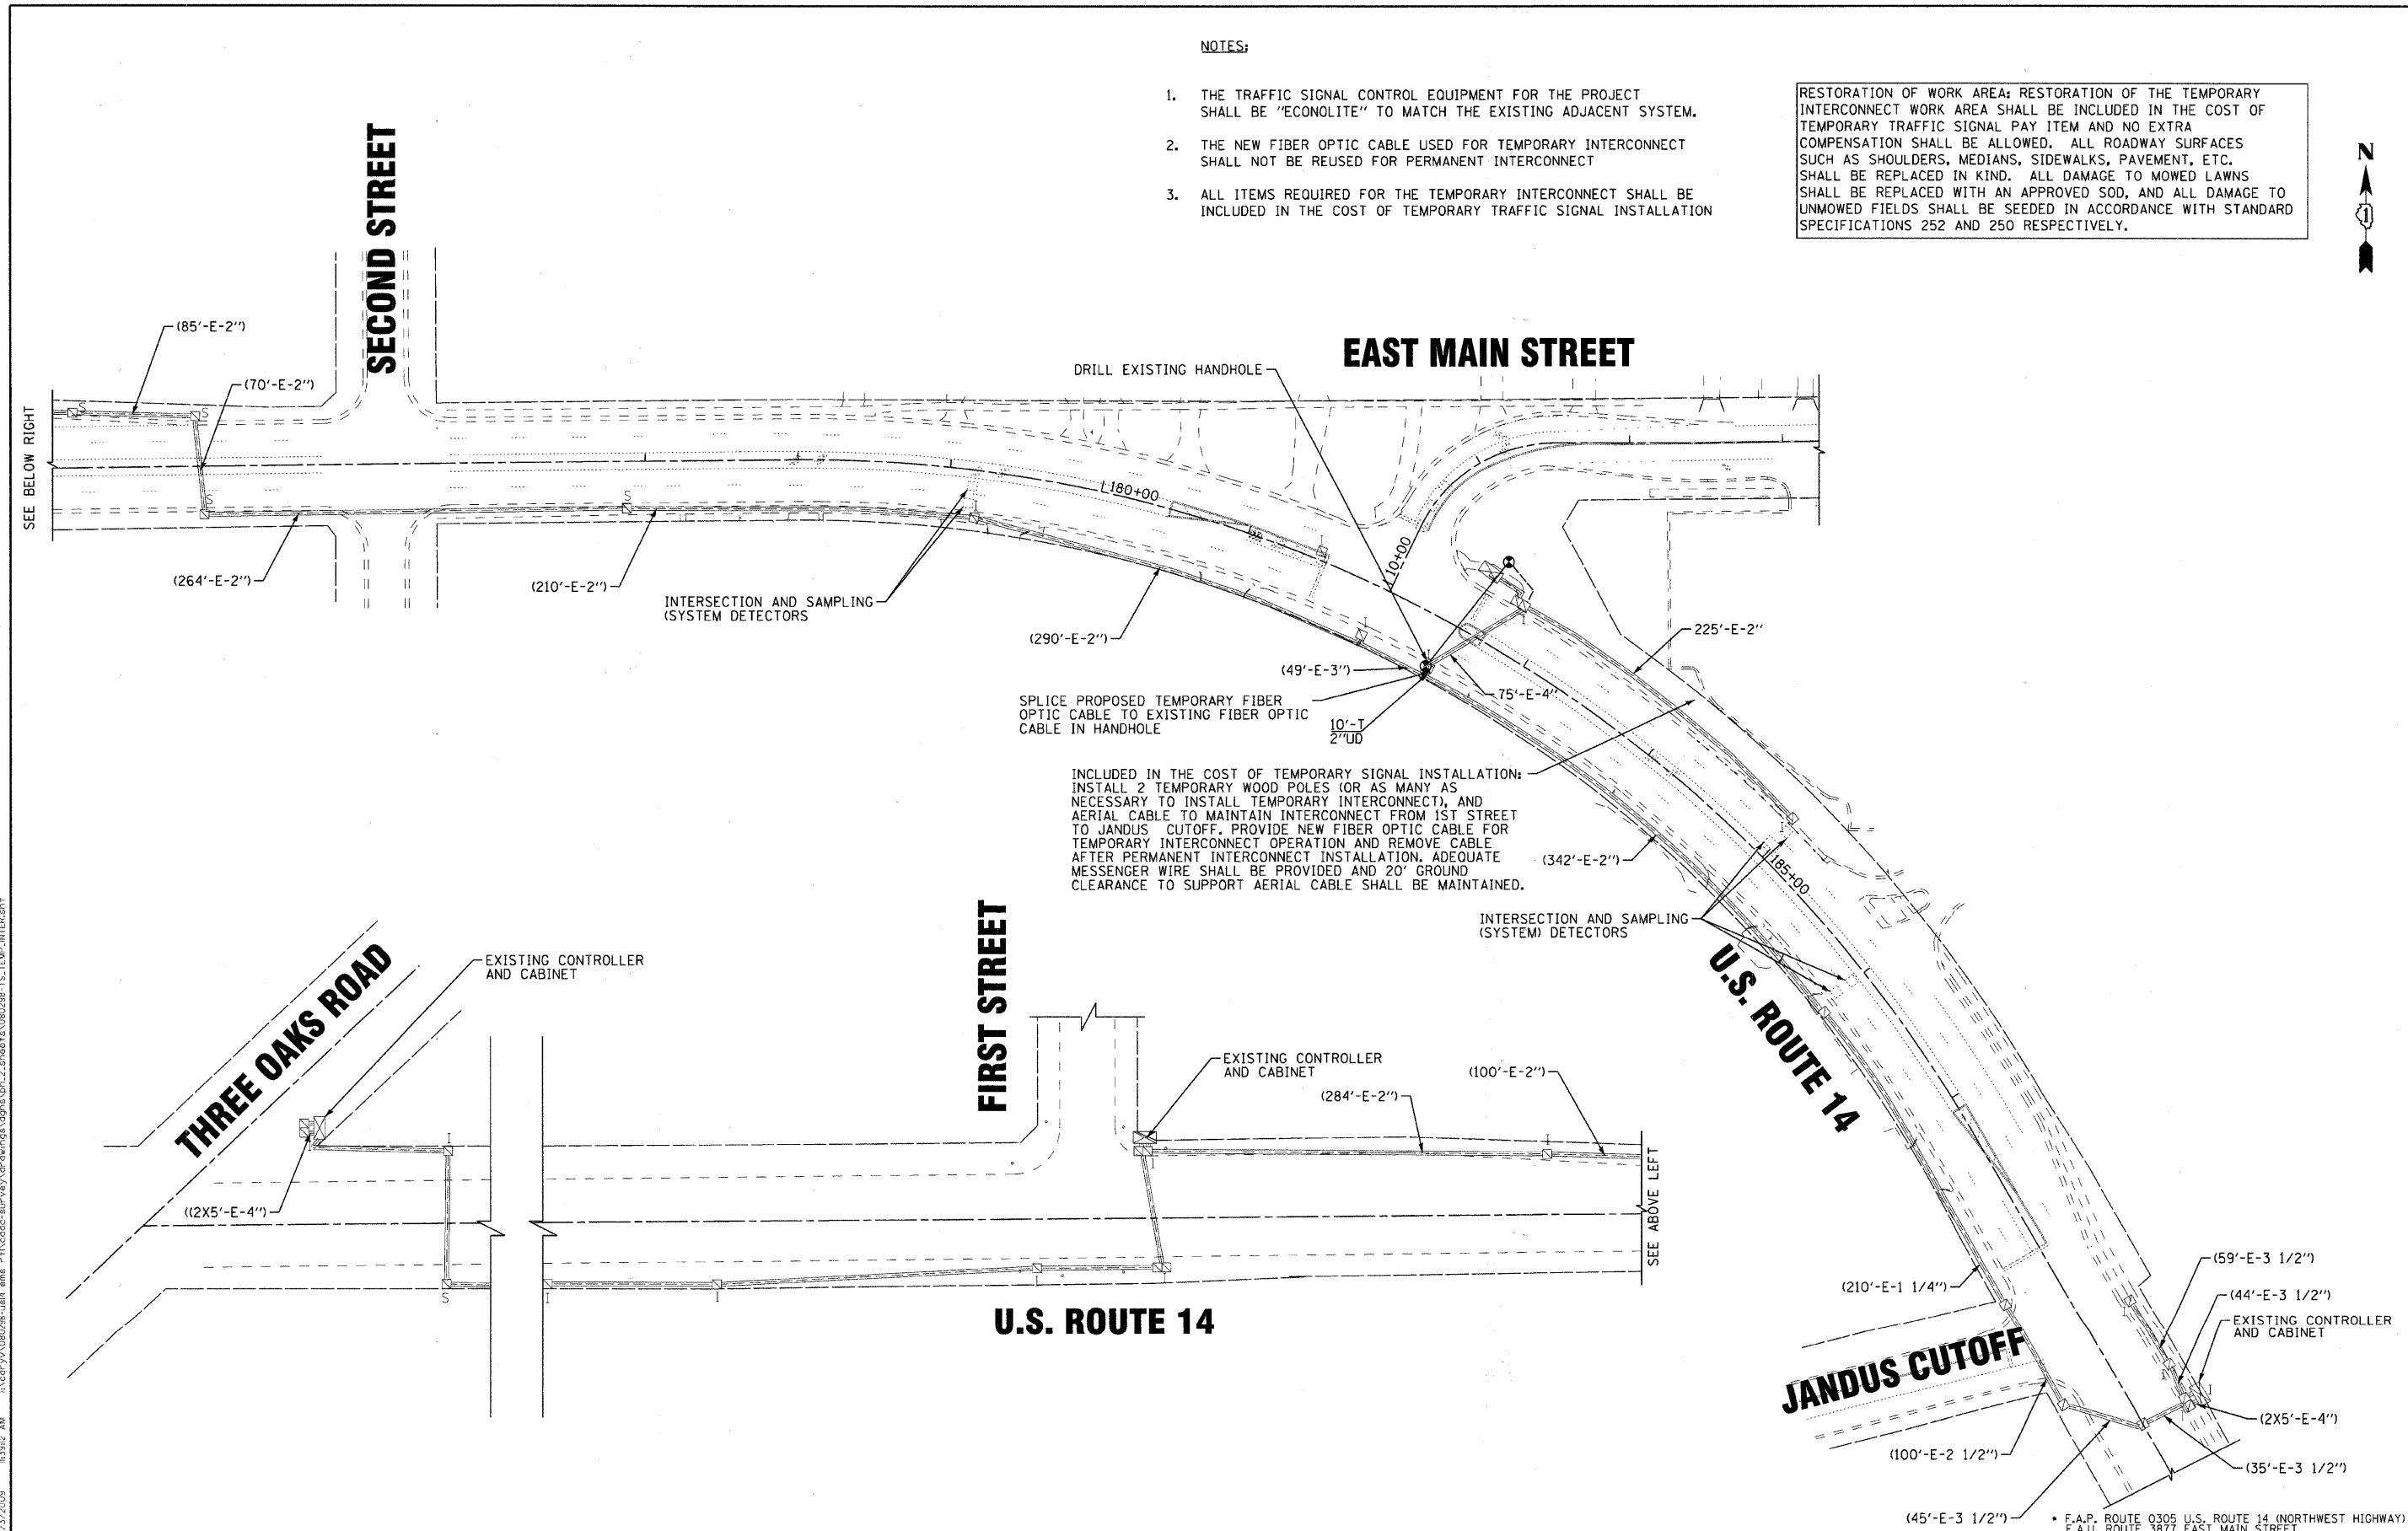 NOTES:
1. THE TRAFFIC SIGNAL CONTROL EQUIPMENT FOR THE PROJECT
SHALL BE "ECONOLITE" TO MATCH THE EXISTING ADJACENT SYSTEM.
2. THE NEW FIBER OPTIC CABLE USED FOR TEMPORARY INTERCONNECT
SHALL NOT BE REUSED FOR PERMANENT INTERCONNECT
3. ALL ITEMS REQUIRED FOR THE TEMPORARY INTERCONNECT SHALL BE
INCLUDED IN THE COST OF TEMPORARY TRAFFIC SIGNAL INSTALLATION
RESTORATION OF WORK AREA: RESTORATION OF THE TEMPORARY
INTERCONNECT WORK AREA SHALL BE INCLUDED IN THE COST OF
TEMPORARY TRAFFIC SIGNAL PAY ITEM AND NO EXTRA
COMPENSATION SHALL BE ALLOWED. ALL ROADWAY SURFACES
SUCH AS SHOULDERS, MEDIANS, SIDEWALKS, PAVEMENT, ETC.
SHALL BE REPLACED IN KIND. ALL DAMAGE TO MOWED LAWNS
SHALL BE REPLACED WITH AN APPROVED SOD, AND ALL DAMAGE TO
UNMOWED FIELDS SHALL BE SEEDED IN ACCORDANCE WITH STANDARD
SPECIFICATIONS 252 AND 250 RESPECTIVELY.
N
1
SECOND STREET
(85'-E-2")
(70'-E-2")
S
S
S
S
SEE BELOW RIGHT
EAST MAIN STREET
DRILL EXISTING HANDHOLE
180+00
10+00
(264'-E-2")
(210'-E-2")
INTERSECTION AND SAMPLING
(SYSTEM DETECTORS
(290'-E-2")
(49'-E-3")
225'-E-2"
75'-E-4"
SPLICE PROPOSED TEMPORARY FIBER
OPTIC CABLE TO EXISTING FIBER OPTIC
CABLE IN HANDHOLE
10'-T
2"UD
I
I
I
I
I
I
INCLUDED IN THE COST OF TEMPORARY SIGNAL INSTALLATION:
INSTALL 2 TEMPORARY WOOD POLES (OR AS MANY AS
NECESSARY TO INSTALL TEMPORARY INTERCONNECT), AND
AERIAL CABLE TO MAINTAIN INTERCONNECT FROM 1ST STREET
TO JANDUS CUTOFF. PROVIDE NEW FIBER OPTIC CABLE FOR
TEMPORARY INTERCONNECT OPERATION AND REMOVE CABLE
AFTER PERMANENT INTERCONNECT INSTALLATION. ADEQUATE
MESSENGER WIRE SHALL BE PROVIDED AND 20' GROUND
CLEARANCE TO SUPPORT AERIAL CABLE SHALL BE MAINTAINED.
(342'-E-2")
185+00
INTERSECTION AND SAMPLING
(SYSTEM) DETECTORS
U.S. ROUTE 14
THREE OAKS ROAD
EXISTING CONTROLLER
AND CABINET
((2X5'-E-4")
FIRST STREET
EXISTING CONTROLLER
AND CABINET
(284'-E-2")
(100'-E-2")
SEE ABOVE LEFT
I
I
I
S
I
I
I
I
I
U.S. ROUTE 14
(210'-E-1 1/4")
JANDUS CUTOFF
(59'-E-3 1/2")
(44'-E-3 1/2")
EXISTING CONTROLLER
AND CABINET
I
I
I
(2X5'-E-4")
(100'-E-2 1/2")
(35'-E-3 1/2")
(45'-E-3 1/2")
* F.A.P. ROUTE 0305 U.S. ROUTE 14 (NORTHWEST HIGHWAY)
F.A.U. ROUTE 3877 EAST MAIN STREET